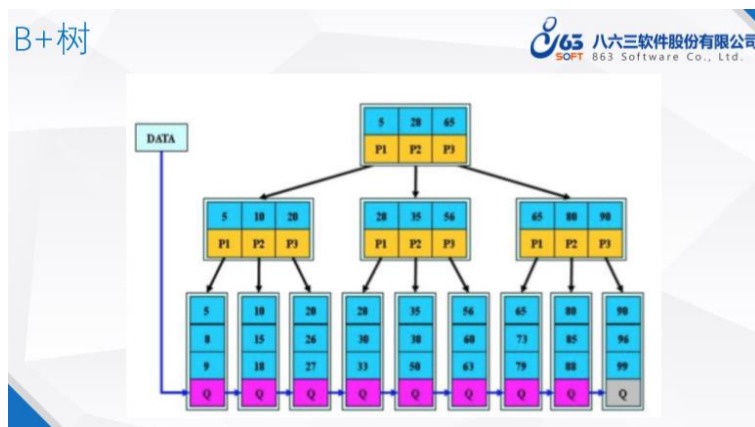 B+树
863 SOFT 八六三软件股份有限公司
863 Software Co., Ltd.
5 28 65
DATA
P1 P2 P3
5 10 20 28 35 56 65 80 90
P1 P2 P3 P1 P2 P3 P1 P2 P3
5 10 20 28 35 56 65 80 90
8 15 26 30 38 60 73 85 96
9 18 27 33 50 63 79 88 99
Q Q Q Q Q Q Q Q Q